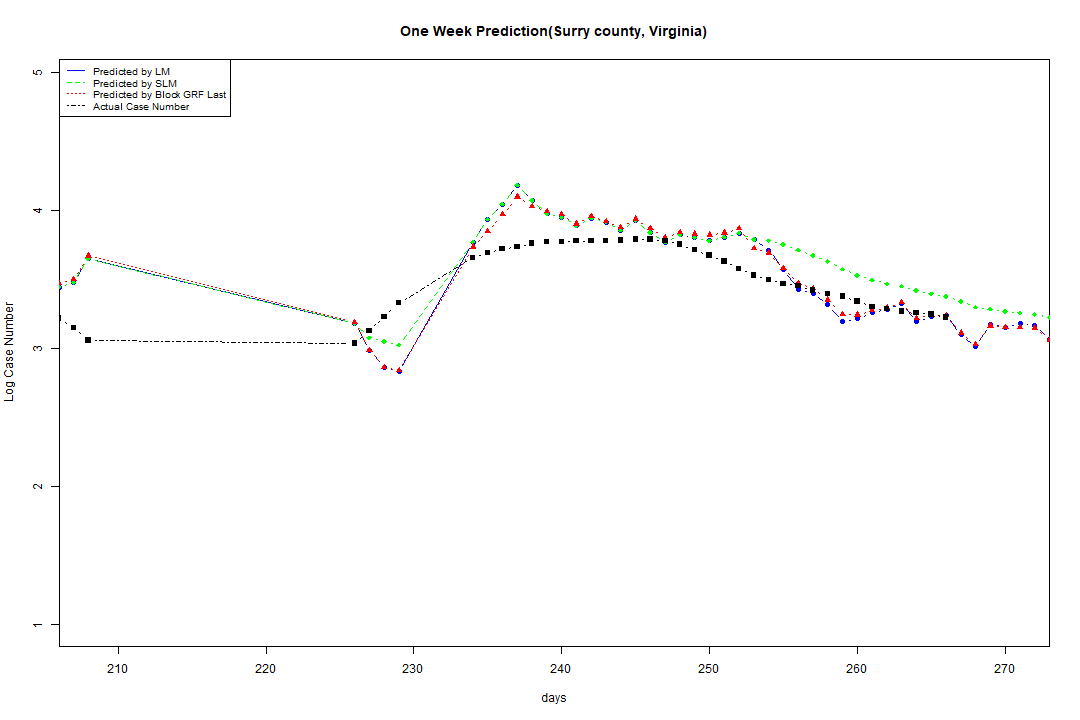 One Week Prediction(Surry county, Virginia)
Predicted by LM
Predicted by SLM
Predicted by Block GRF Last
Actual Case Number
5
4
3
2
1
Log Case Number
210 220 230 240 250 260 270
days